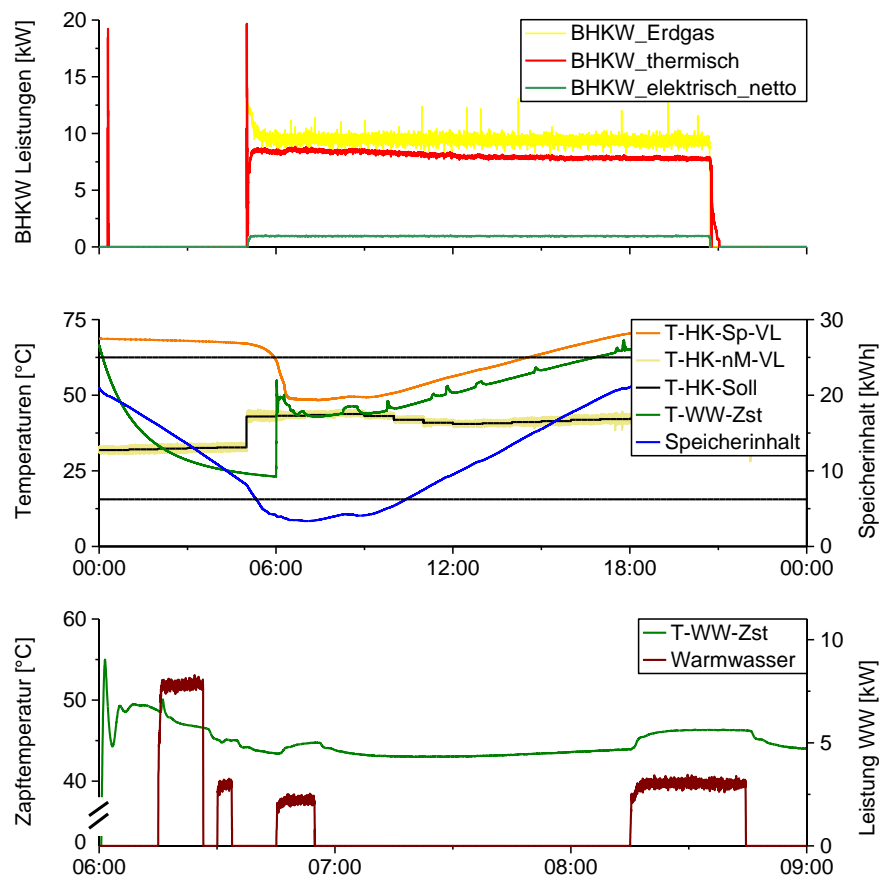 BHKW Leistungen [kW]
20
15
10
5
0
BHKW_Erdgas
BHKW_thermisch
BHKW_elektrisch_netto
Temperaturen [°C]
75
50
25
0
T-HK-Sp-VL
T-HK-nM-VL
T-HK-Soll
T-WW-Zst
Speicherinhalt
30
25
20
15
10
5
0
Speicherinhalt [kWh]
00:00 06:00 12:00 18:00 00:00
Zapftemperatur [°C]
60
50
40
0
T-WW-Zst
Warmwasser
10
5
0
Leistung WW [kW]
06:00 07:00 08:00 09:00